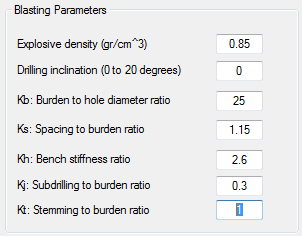 Blasting Parameters
Explosive density (gr/cm^3) 0.85
Drilling inclination (0 to 20 degrees) 0
Kb: Burden to hole diameter ratio 25
Ks: Spacing to burden ratio 1.15
Kh: Bench stiffness ratio 2.6
Kj: Subdrilling to burden ratio 0.3
Kt: Stemming to burden ratio 1